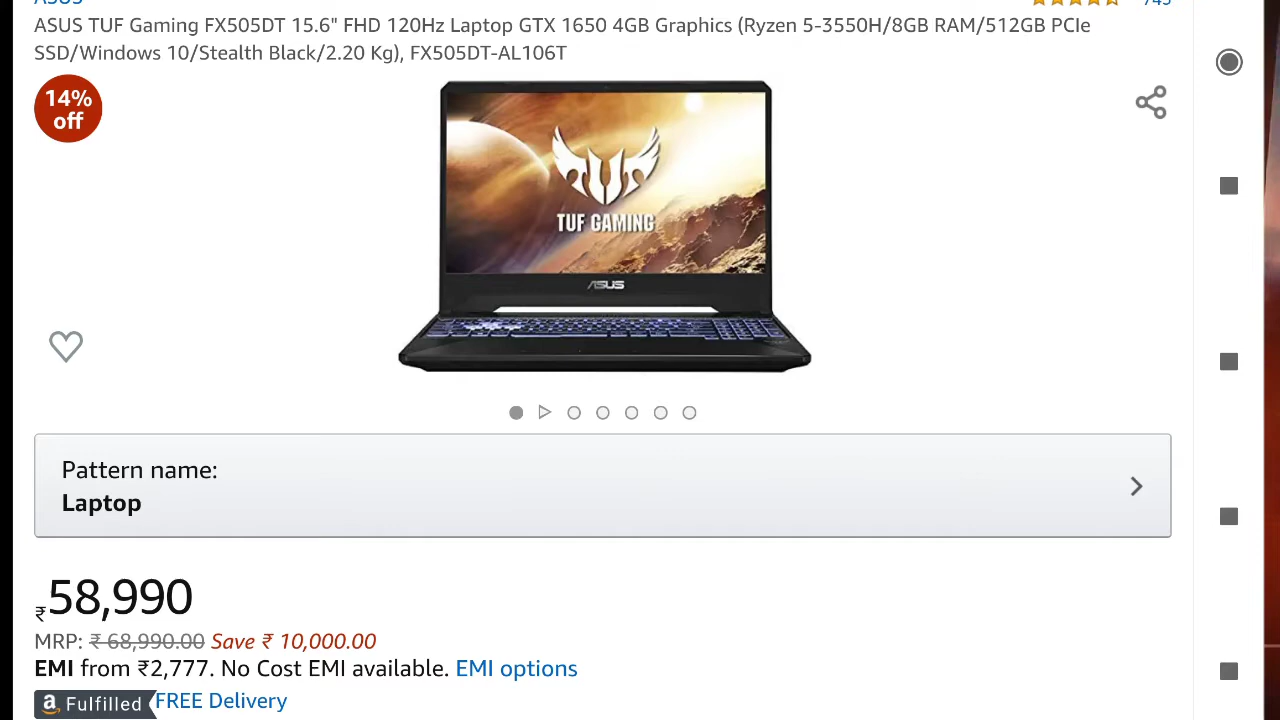 ASUS
745
ASUS TUF Gaming FX505DT 15.6" FHD 120Hz Laptop GTX 1650 4GB Graphics (Ryzen 5-3550H/8GB RAM/512GB PCIe
SSD/Windows 10/Stealth Black/2.20 Kg), FX505DT-AL106T
14%
off
TUF GAMING
ASUS
Pattern name:
Laptop
₹58,990
MRP: ₹ 68,990.00 Save ₹ 10,000.00
EMI from ₹2,777. No Cost EMI available. EMI options
a Fulfilled FREE Delivery